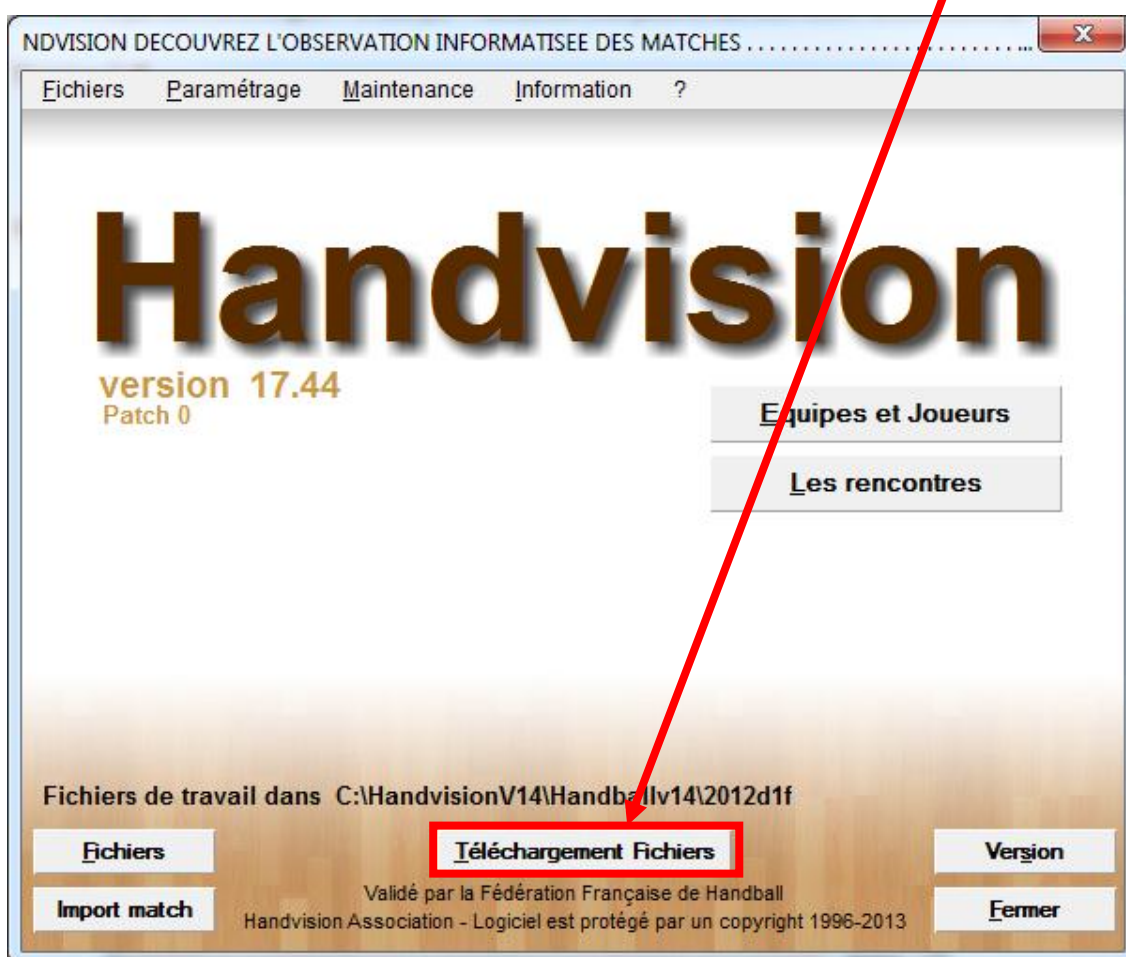 NDVISION DECOUVREZ L'OBSERVATION INFORMATISEE DES MATCHES .............................
Fichiers Paramétrage Maintenance Information ?
Handvision
version 17.44
Patch 0
Equipes et Joueurs
Les rencontres
Fichiers de travail dans C:\HandvisionV14\Handballv14\2012d1f
Fichiers Téléchargement Fichiers Version
Validé par la Fédération Française de Handball
Import match Handvision Association - Logiciel est protégé par un copyright 1996-2013 Fermer